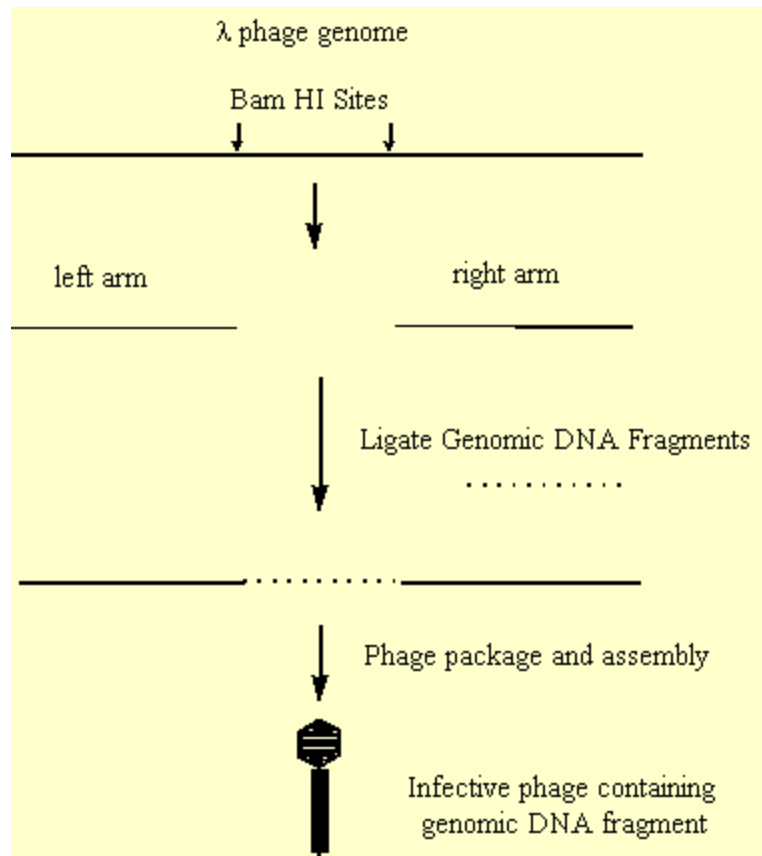 λ phage genome
Bam HI Sites
left arm
right arm
Ligate Genomic DNA Fragments
Phage package and assembly
Infective phage containing
genomic DNA fragment